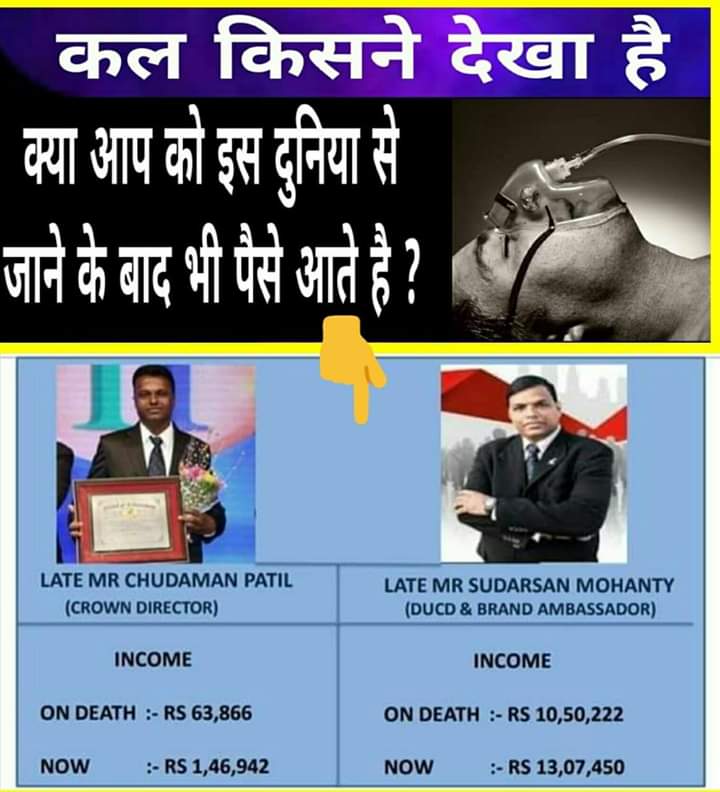 कल किसने देखा है
क्या आप को इस दुनिया से
जाने के बाद भी पैसे आते है ?
LATE MR CHUDAMAN PATIL
(CROWN DIRECTOR)
LATE MR SUDARSAN MOHANTY
(DUCD & BRAND AMBASSADOR)
INCOME
ON DEATH :- RS 63,866
NOW :- RS 1,46,942
INCOME
ON DEATH :- RS 10,50,222
NOW :- RS 13,07,450